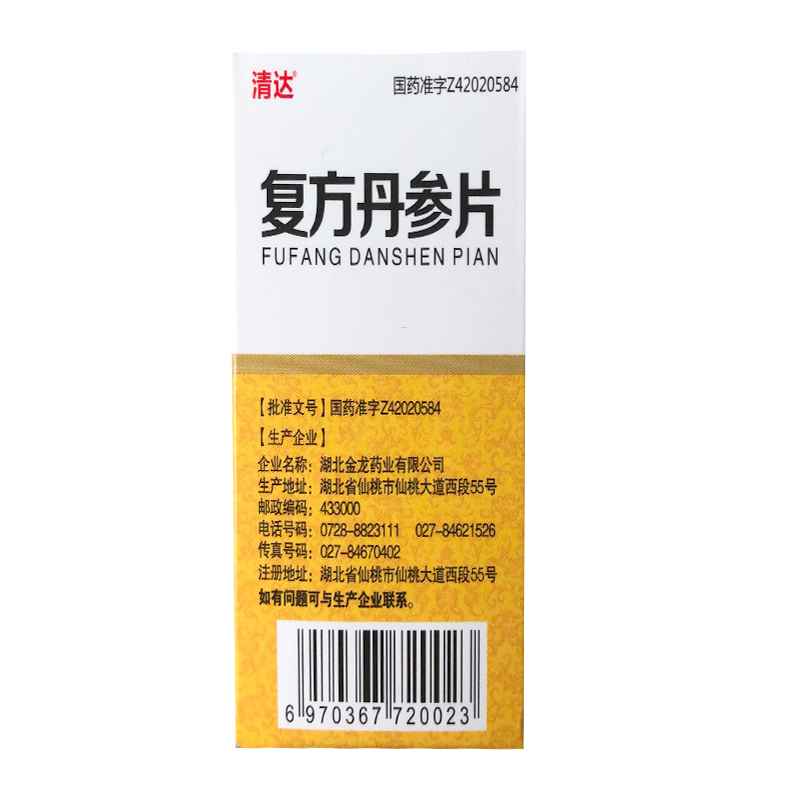 清达®
国药准字Z42020584
复方丹参片
FUFANG DANSHEN PIAN
【批准文号】国药准字Z42020584
【生产企业】
企业名称：湖北金龙药业有限公司
生产地址：湖北省仙桃市仙桃大道西段55号
邮政编码：433000
电话号码：0728-8823111 027-84621526
传真号码：027-84670402
注册地址：湖北省仙桃市仙桃大道西段55号
如有问题可与生产企业联系。
6 970367 720023